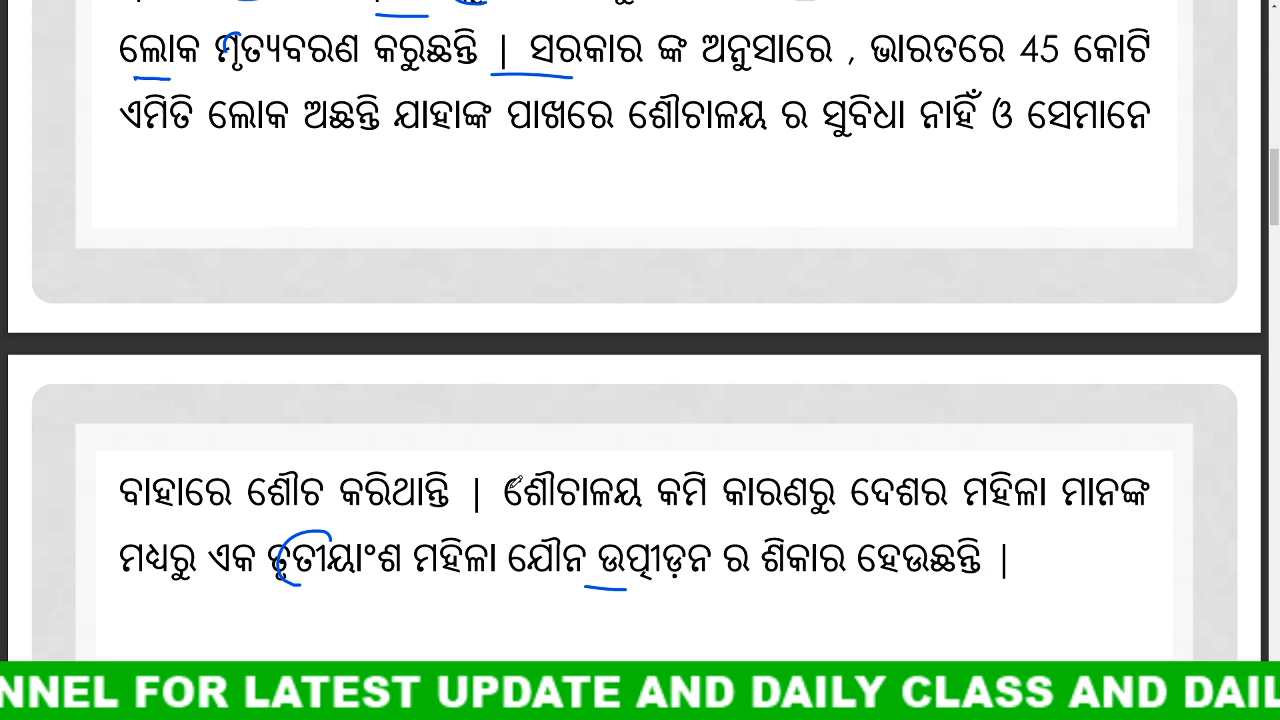 ଲୋକ ମୃତ୍ୟବରଣ କରୁଛନ୍ତି | ସରକାର ଙ୍କ ଅନୁସାରେ , ଭାରତରେ 45 କୋଟି
ଏମିତି ଲୋକ ଅଛନ୍ତି ଯାହାଙ୍କ ପାଖରେ ଶୌଚାଳୟ ର ସୁବିଧା ନାହିଁ ଓ ସେମାନେ
ବାହାରେ ଶୌଚ କରିଥାନ୍ତି | ଶୌଚାଳୟ କମି କାରଣରୁ ଦେଶର ମହିଳା ମାନଙ୍କ
ମଧ୍ଯରୁ ଏକ ତୃତୀୟାଂଶ ମହିଳା ଯୌନ ଉତ୍ପୀଡ଼ନ ର ଶିକାର ହେଉଛନ୍ତି |
NNEL FOR LATEST UPDATE AND DAILY CLASS AND DAIL